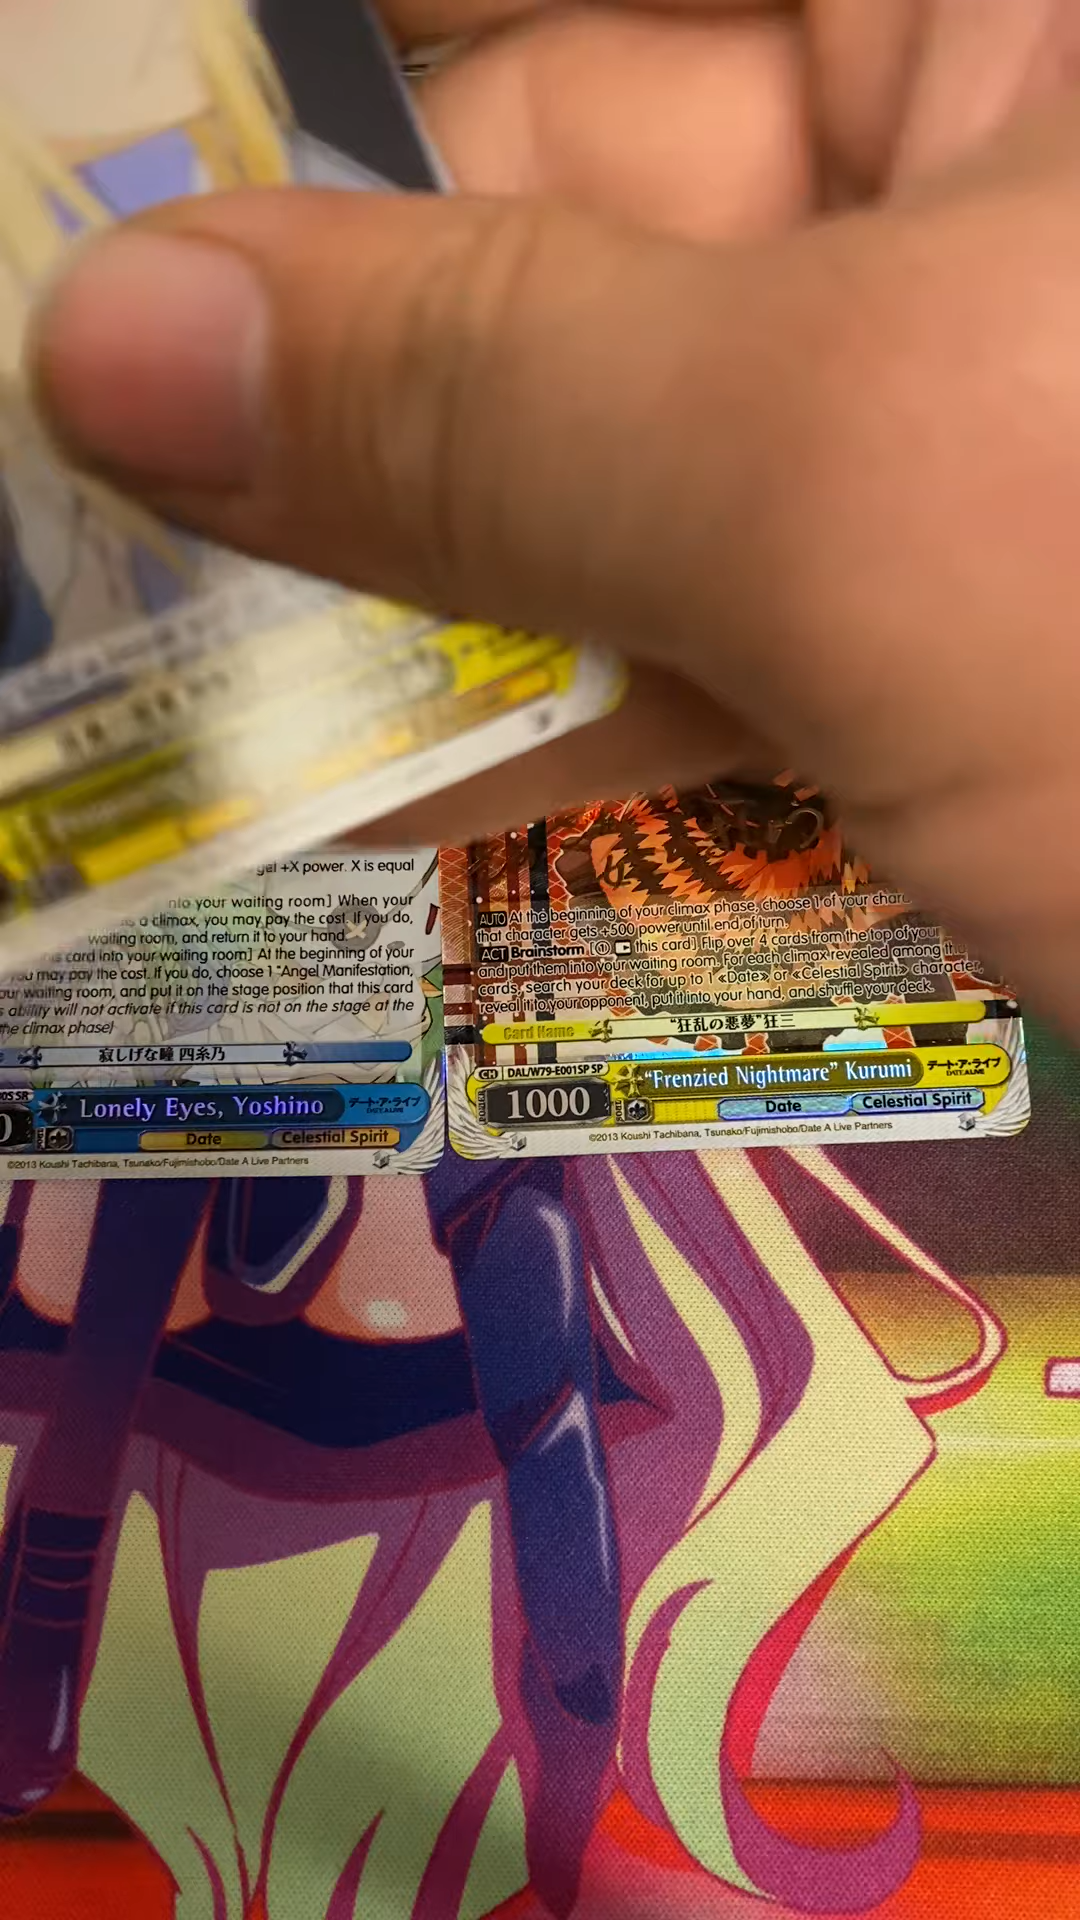 get +X power. X is equal
into your waiting room] When your
a climax, you may pay the cost. If you do,
waiting room, and return it to your hand.
card into your waiting room] At the beginning of your
you may pay the cost. If you do, choose 1 "Angel Manifestation,
our waiting room, and put it on the stage position that this card
ability will not activate if this card is not on the stage at the
the climax phase)
寂しげな瞳 四糸乃
SR
Lonely Eyes, Yoshino
デート・ア・ライブ
DATE A LIVE
Date
Celestial Spirit
©2013 Koushi Tachibana, Tsunako/Fujimishobo/Date A Live Partners
AUTO At the beginning of your climax phase, choose 1 of your
that character gets +500 power until end of turn.
ACT Brainstorm [① this card] Flip over 4 cards from the top of your
and put them into your waiting room. For each climax revealed among
cards, search your deck for up to 1 «Date» or «Celestial Spirit» character,
reveal it to your opponent, put it into your hand, and shuffle your deck.
Card Name
"狂乱の悪夢"狂三
CH DAL/W79-E001SP SP
"Frenzied Nightmare" Kurumi
デート・ア・ライブ
DATE A LIVE
POWER 1000
SOUL
Date
Celestial Spirit
©2013 Koushi Tachibana, Tsunako/Fujimishobo/Date A Live Partners